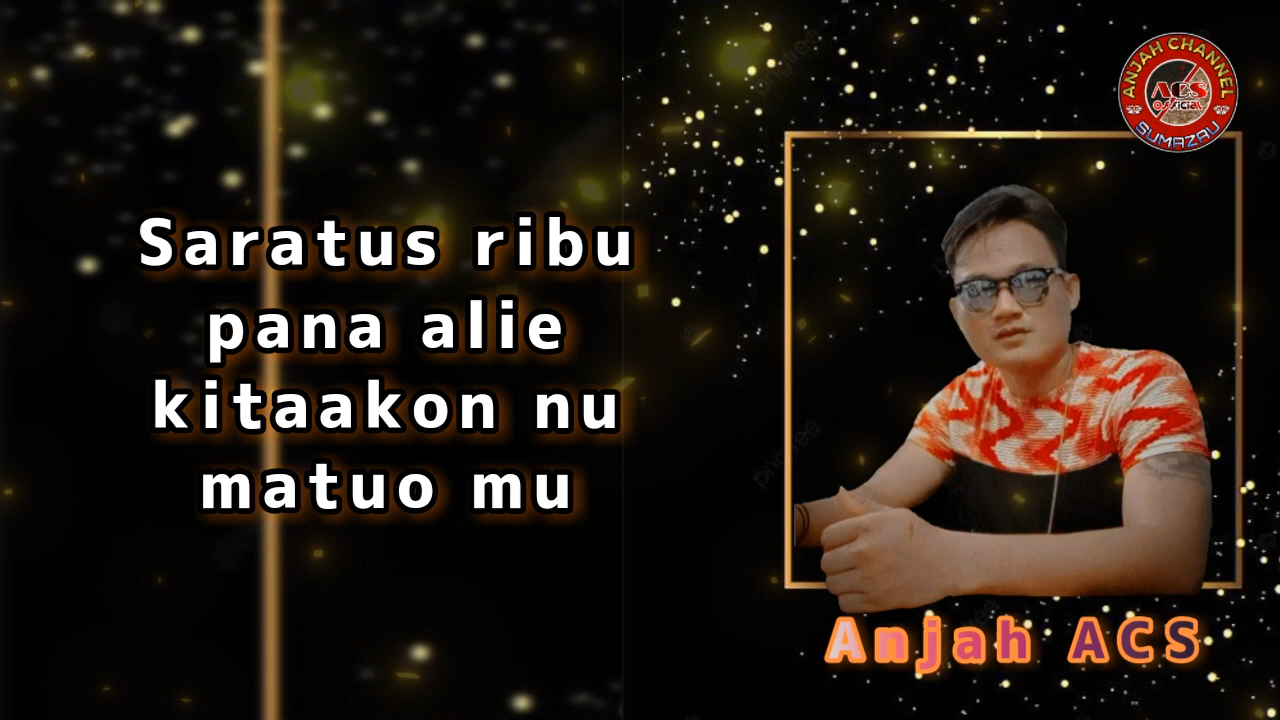 Saratus ribu
pana alie
kitaakon nu
matuo mu
ANJAH CHANNEL
ACS
OFFICIAL
SUMAZAU
Anjah ACS